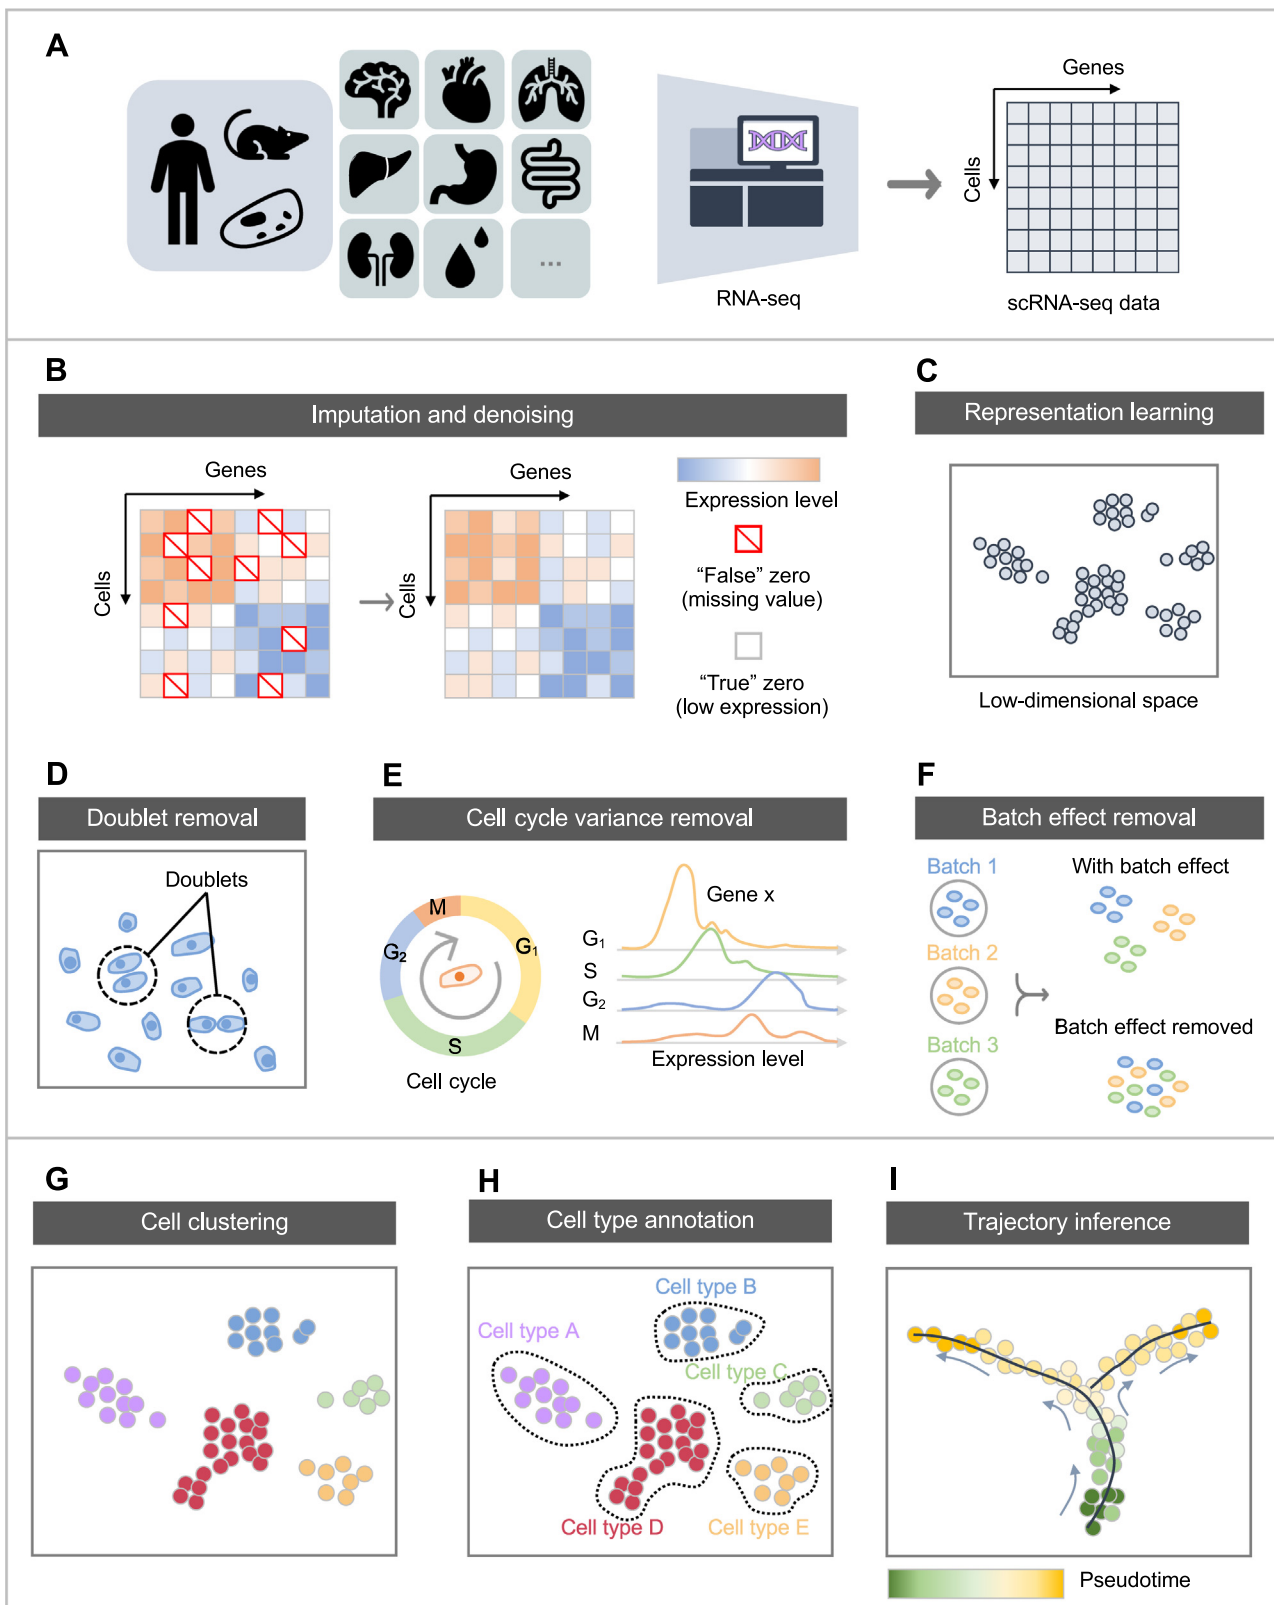 A
Genes
Cells
...
RNA-seq
scRNA-seq data
B
Imputation and denoising
Genes
Cells
Genes
Cells
Expression level
“False” zero
(missing value)
“True” zero
(low expression)
C
Representation learning
Low-dimensional space
D
Doublet removal
Doublets
E
Cell cycle variance removal
M
G₁
G₂
S
Cell cycle
Gene x
G₁
S
G₂
M
Expression level
F
Batch effect removal
Batch 1
Batch 2
Batch 3
With batch effect
Batch effect removed
G
Cell clustering
H
Cell type annotation
Cell type B
Cell type A
Cell type C
Cell type D
Cell type E
I
Trajectory inference
Pseudotime